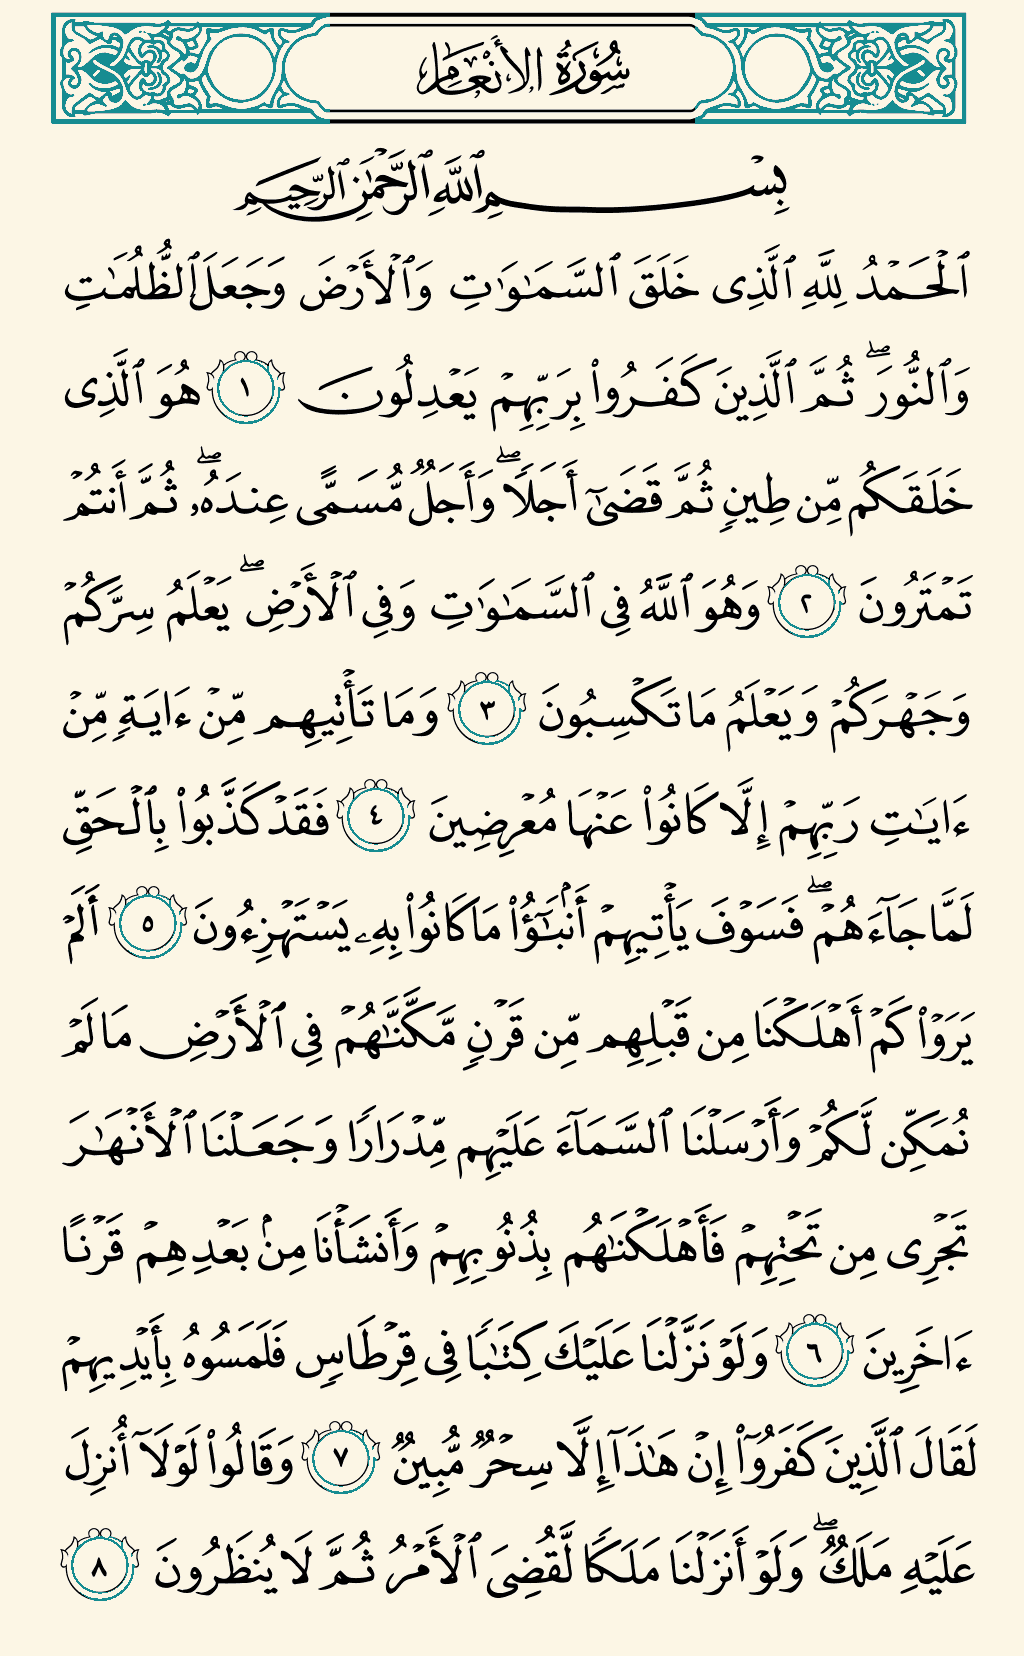 سُورَةُ الأَنْعَامِ
بِسْمِ ٱللَّهِ ٱلرَّحْمَٰنِ ٱلرَّحِيمِ
ٱلْحَمْدُ لِلَّهِ ٱلَّذِى خَلَقَ ٱلسَّمَٰوَٰتِ وَٱلْأَرْضَ وَجَعَلَ ٱلظُّلُمَٰتِ
وَٱلنُّورَ ۖ ثُمَّ ٱلَّذِينَ كَفَرُوا۟ بِرَبِّهِمْ يَعْدِلُونَ ١ هُوَ ٱلَّذِى
خَلَقَكُم مِّن طِينٍ ثُمَّ قَضَىٰٓ أَجَلًا ۖ وَأَجَلٌ مُّسَمًّى عِندَهُۥ ۖ ثُمَّ أَنتُمْ
تَمْتَرُونَ ٢ وَهُوَ ٱللَّهُ فِى ٱلسَّمَٰوَٰتِ وَفِى ٱلْأَرْضِ ۖ يَعْلَمُ سِرَّكُمْ
وَجَهْرَكُمْ وَيَعْلَمُ مَا تَكْسِبُونَ ٣ وَمَا تَأْتِيهِم مِّنْ ءَايَةٍ مِّنْ
ءَايَٰتِ رَبِّهِمْ إِلَّا كَانُوا۟ عَنْهَا مُعْرِضِينَ ٤ فَقَدْ كَذَّبُوا۟ بِٱلْحَقِّ
لَمَّا جَآءَهُمْ ۖ فَسَوْفَ يَأْتِيهِمْ أَنۢبَٰٓؤُا۟ مَا كَانُوا۟ بِهِۦ يَسْتَهْزِءُونَ ٥ أَلَمْ
يَرَوْا۟ كَمْ أَهْلَكْنَا مِن قَبْلِهِم مِّن قَرْنٍ مَّكَّنَّٰهُمْ فِى ٱلْأَرْضِ مَا لَمْ
نُمَكِّن لَّكُمْ وَأَرْسَلْنَا ٱلسَّمَآءَ عَلَيْهِم مِّدْرَارًا وَجَعَلْنَا ٱلْأَنْهَٰرَ
تَجْرِى مِن تَحْتِهِمْ فَأَهْلَكْنَٰهُم بِذُنُوبِهِمْ وَأَنشَأْنَا مِنۢ بَعْدِهِمْ قَرْنًا
ءَاخَرِينَ ٦ وَلَوْ نَزَّلْنَا عَلَيْكَ كِتَٰبًا فِى قِرْطَاسٍ فَلَمَسُوهُ بِأَيْدِيهِمْ
لَقَالَ ٱلَّذِينَ كَفَرُوٓا۟ إِنْ هَٰذَآ إِلَّا سِحْرٌ مُّبِينٌ ٧ وَقَالُوا۟ لَوْلَآ أُنزِلَ
عَلَيْهِ مَلَكٌ ۖ وَلَوْ أَنزَلْنَا مَلَكًا لَّقُضِىَ ٱلْأَمْرُ ثُمَّ لَا يُنظَرُونَ ٨